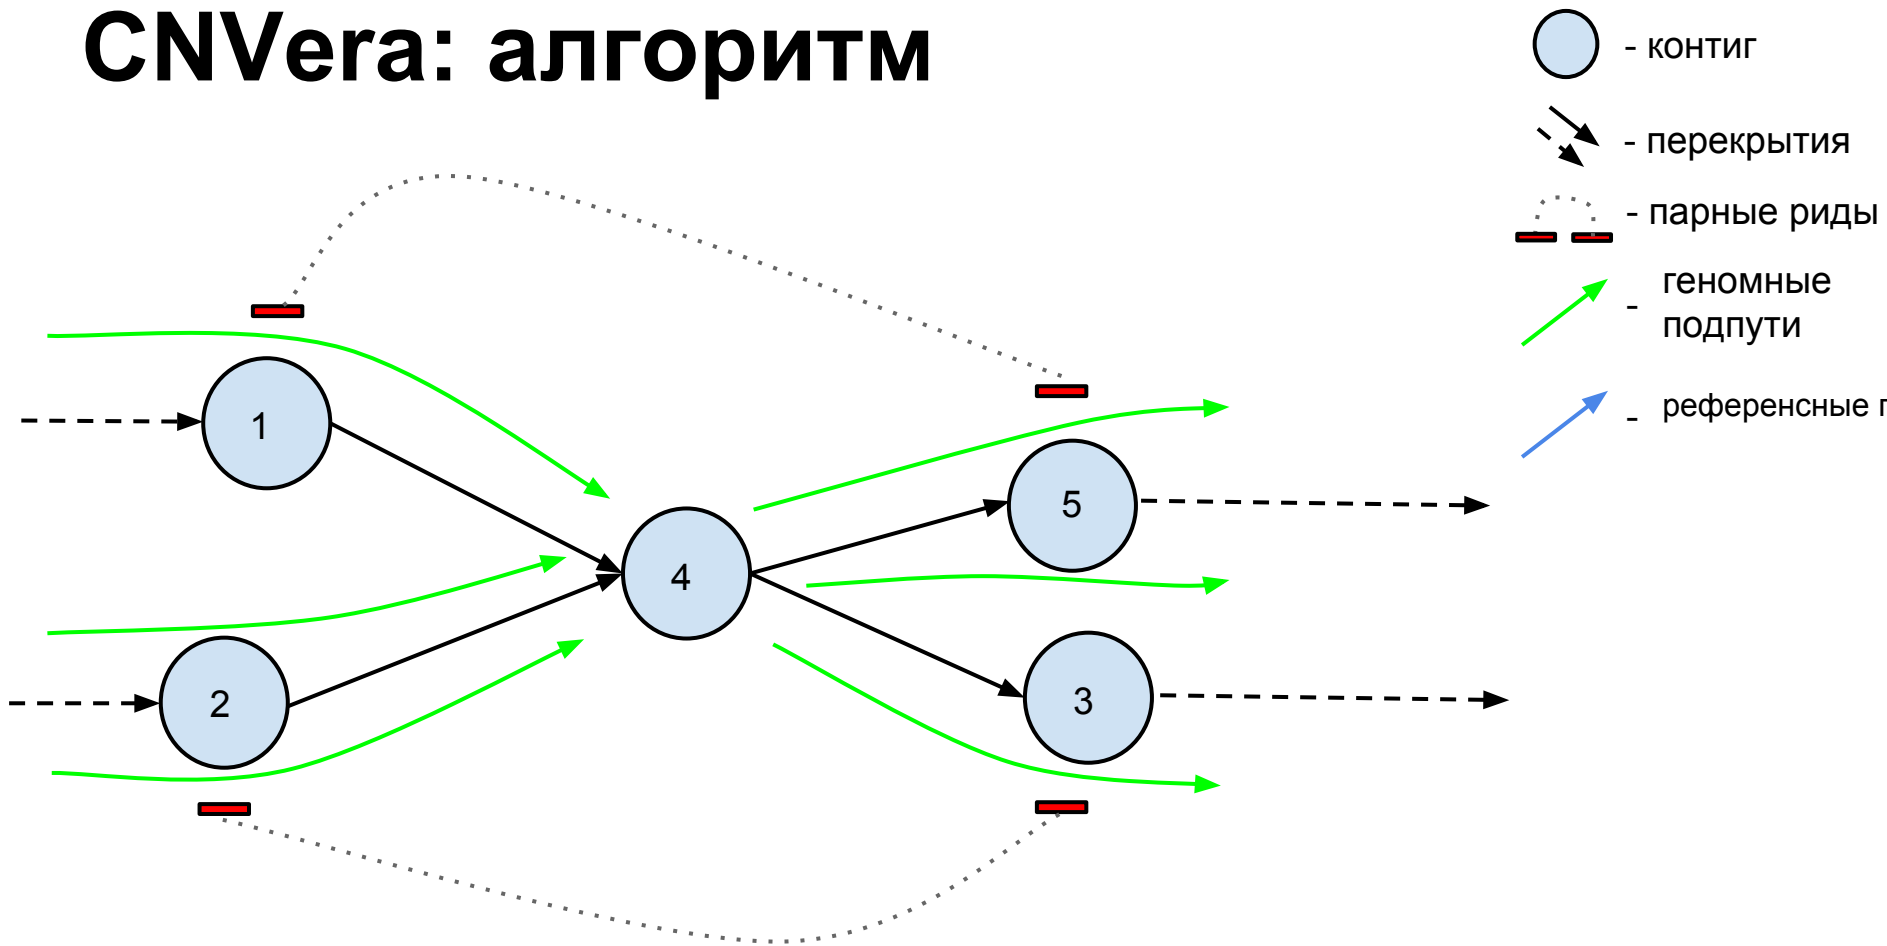 CNVera: алгоритм
- контиг
- перекрытия
- парные риды
- геномные
подпути
- референсные
1
5
4
2
3